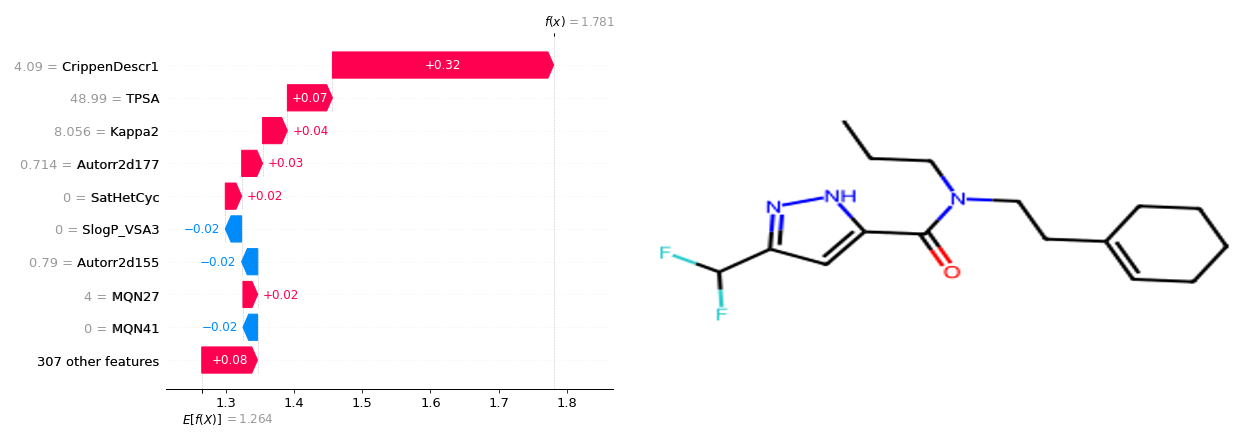 f(x) = 1.781
4.09 = CrippenDescr1
+0.32
48.99 = TPSA
+0.07
8.056 = Kappa2
+0.04
0.714 = Autorr2d177
+0.03
0 = SatHetCyc
+0.02
0 = SlogP_VSA3
−0.02
0.79 = Autorr2d155
−0.02
4 = MQN27
+0.02
0 = MQN41
−0.02
307 other features
+0.08
1.3 1.4 1.5 1.6 1.7 1.8
E[f(X)] = 1.264
N
NH
N
F
F
O